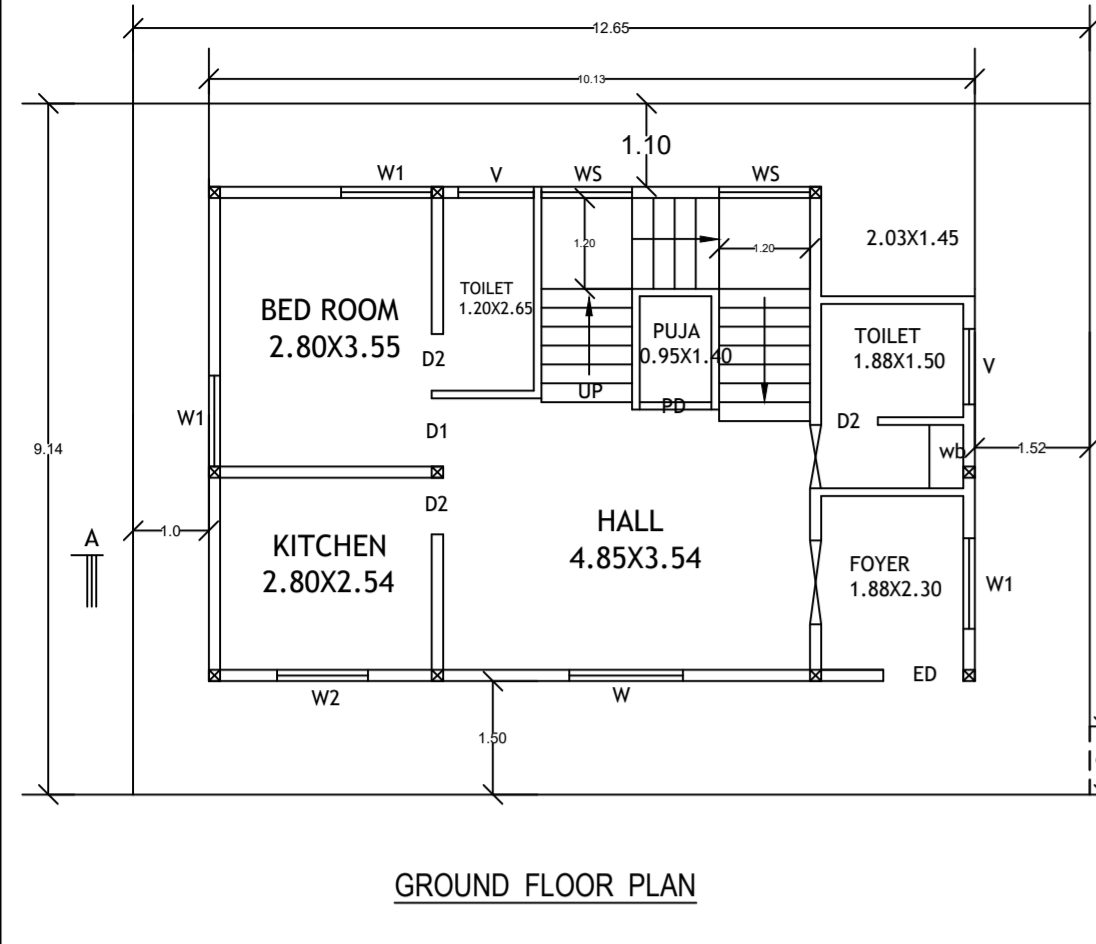 12.65
10.13
1.10
W1
V
WS
WS
1.20
1.20
2.03X1.45
BED ROOM
2.80X3.55
TOILET
1.20X2.65
PUJA
0.95X1.40
TOILET
1.88X1.50
V
D2
W1
UP
PD
D1
D2
wb
9.14
1.52
D2
1.0
A
KITCHEN
2.80X2.54
HALL
4.85X3.54
FOYER
1.88X2.30
W1
W2
W
ED
1.50
GROUND FLOOR PLAN